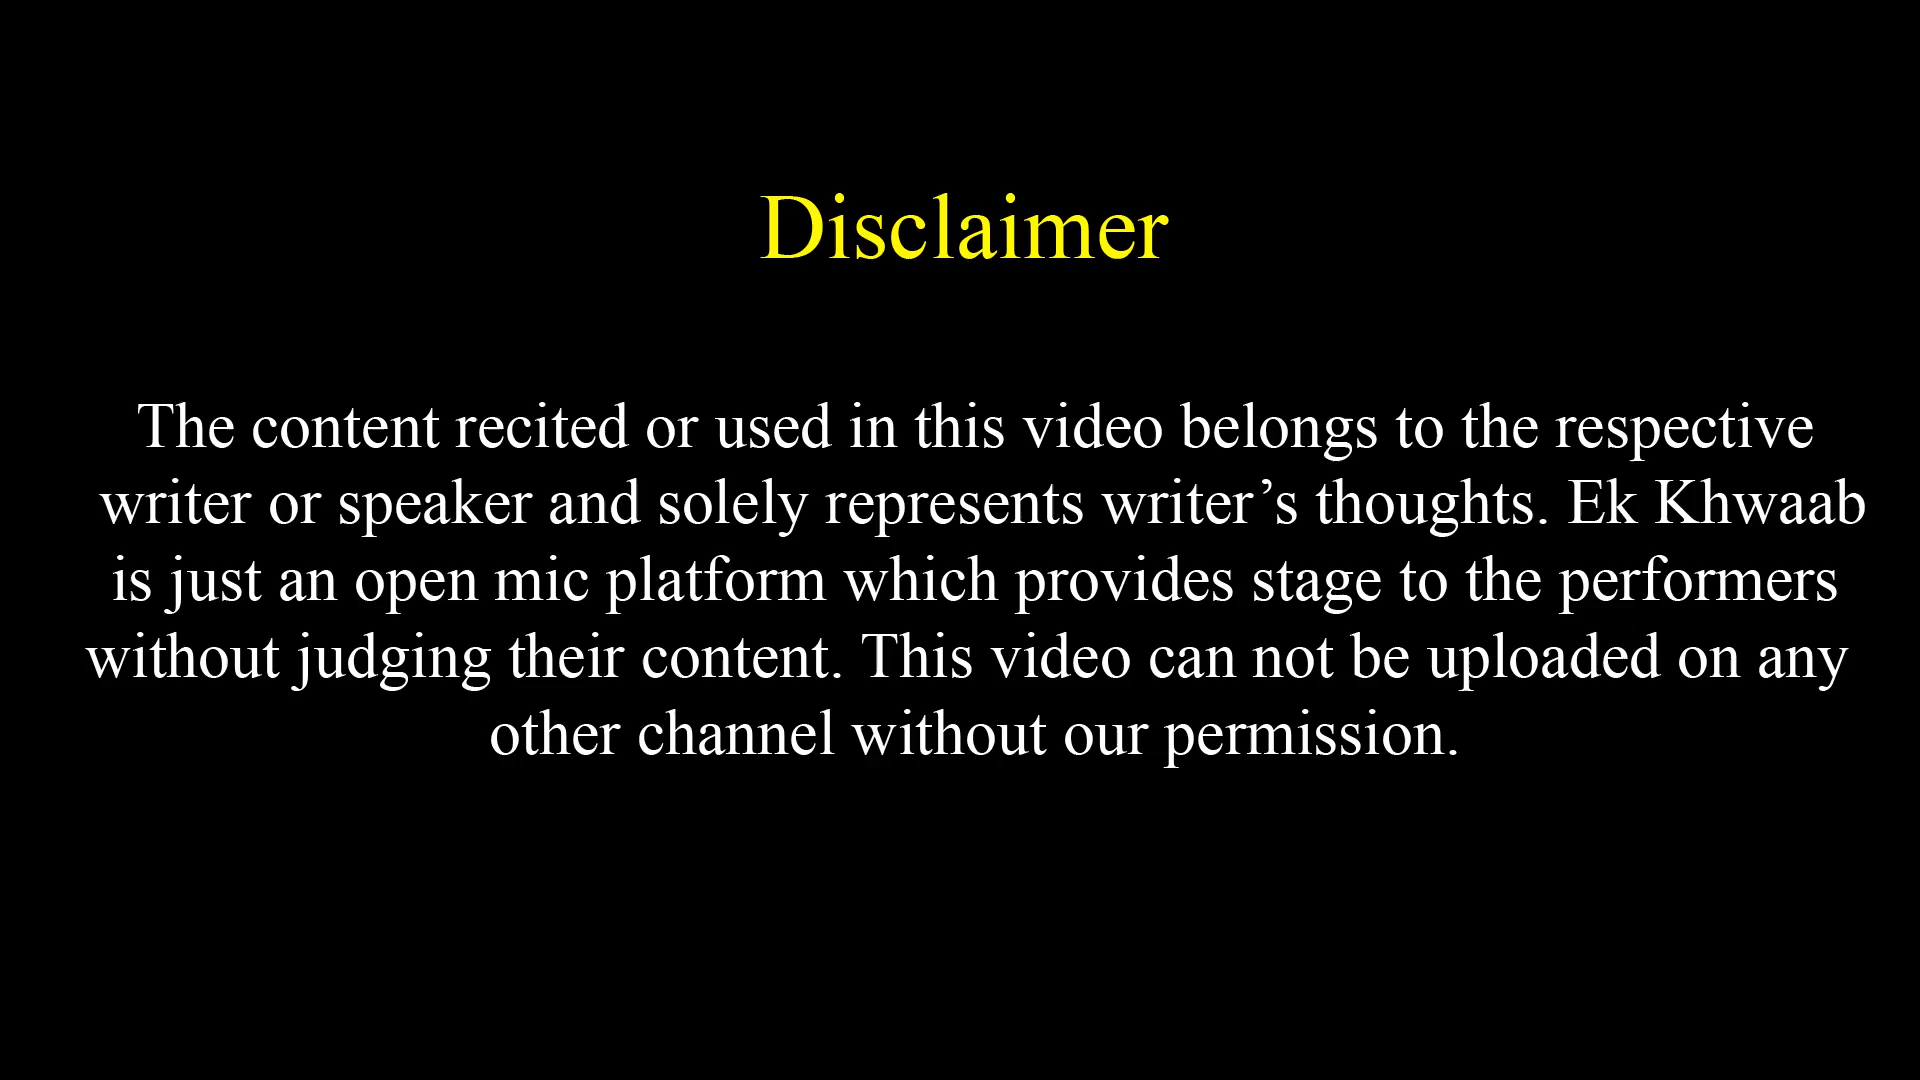 Disclaimer
The content recited or used in this video belongs to the respective
writer or speaker and solely represents writer’s thoughts. Ek Khwaab
is just an open mic platform which provides stage to the performers
without judging their content. This video can not be uploaded on any
other channel without our permission.